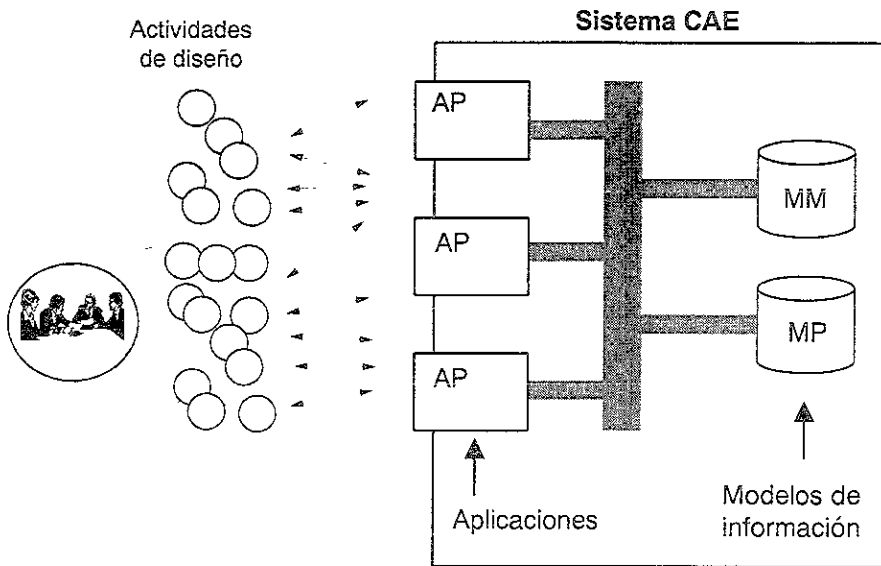 Sistema CAE
Actividades
de diseño
AP
AP
AP
MM
MP
Aplicaciones
Modelos de
información